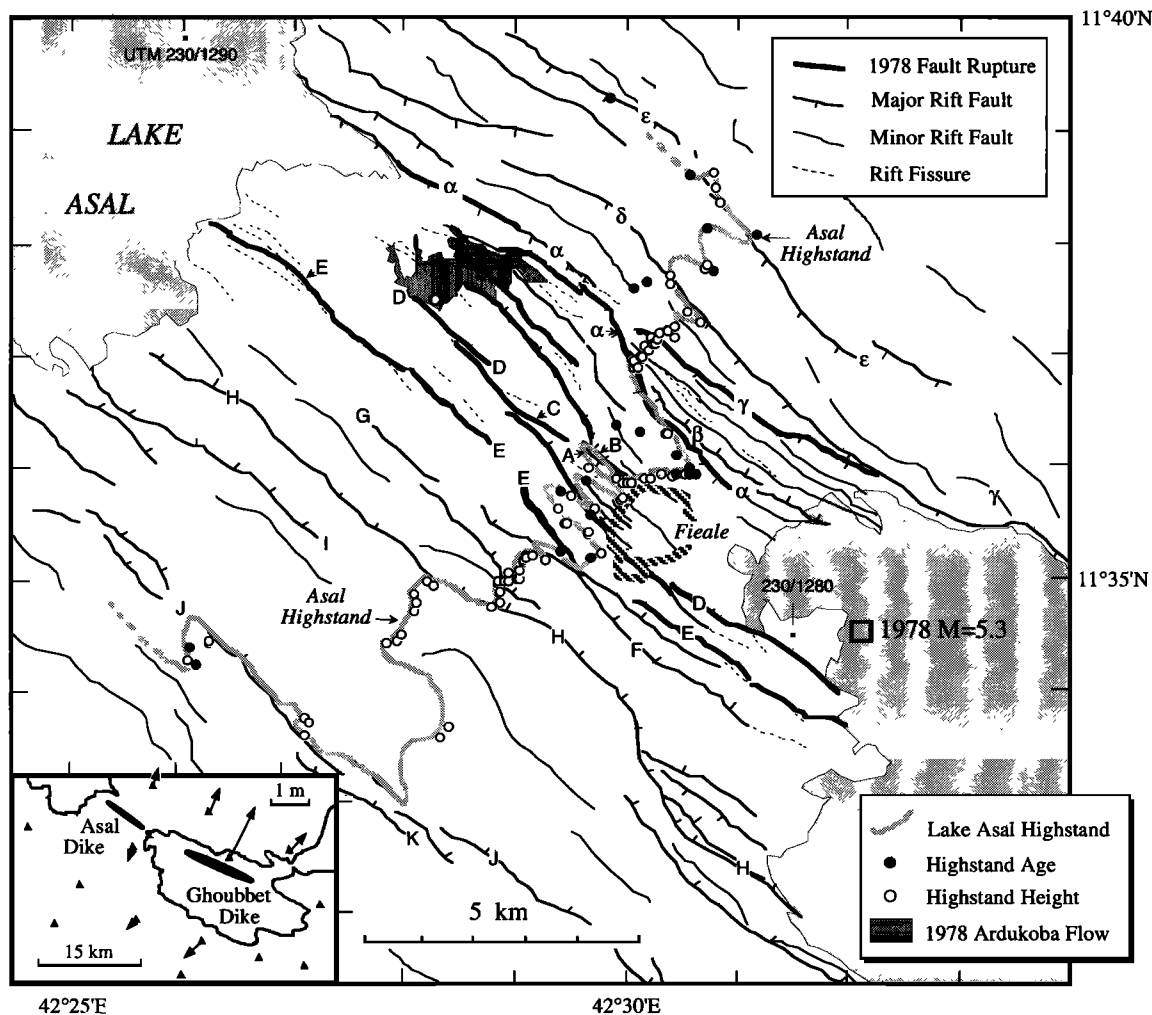 11°40'N
UTM 230/1290
LAKE
ASAL
1978 Fault Rupture
Major Rift Fault
Minor Rift Fault
Rift Fissure
ε
α
δ
Asal
Highstand
E
α
D
α
ε
D
H
G
C
γ
E
A
B
β
E
α
γ
Fieale
I
11°35'N
Asal
Highstand
230/1280
J
D
1978 M=5.3
H
F
E
1 m
Asal
Dike
Ghoubbet
Dike
15 km
K
J
H
5 km
Lake Asal Highstand
Highstand Age
Highstand Height
1978 Ardukoba Flow
42°25'E
42°30'E